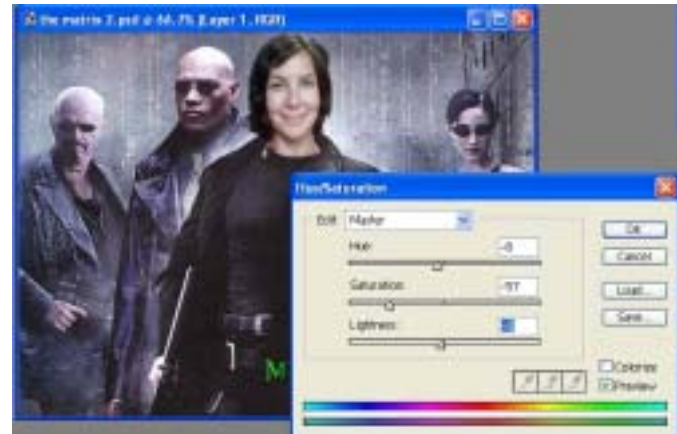 the matrix 2.psd @ 66.7% (Layer 1, RGB)
Hue/Saturation
Edit: Master
Hue:
Saturation: -57
Lightness:
OK
Cancel
Load...
Save...
Colorize
Preview
M